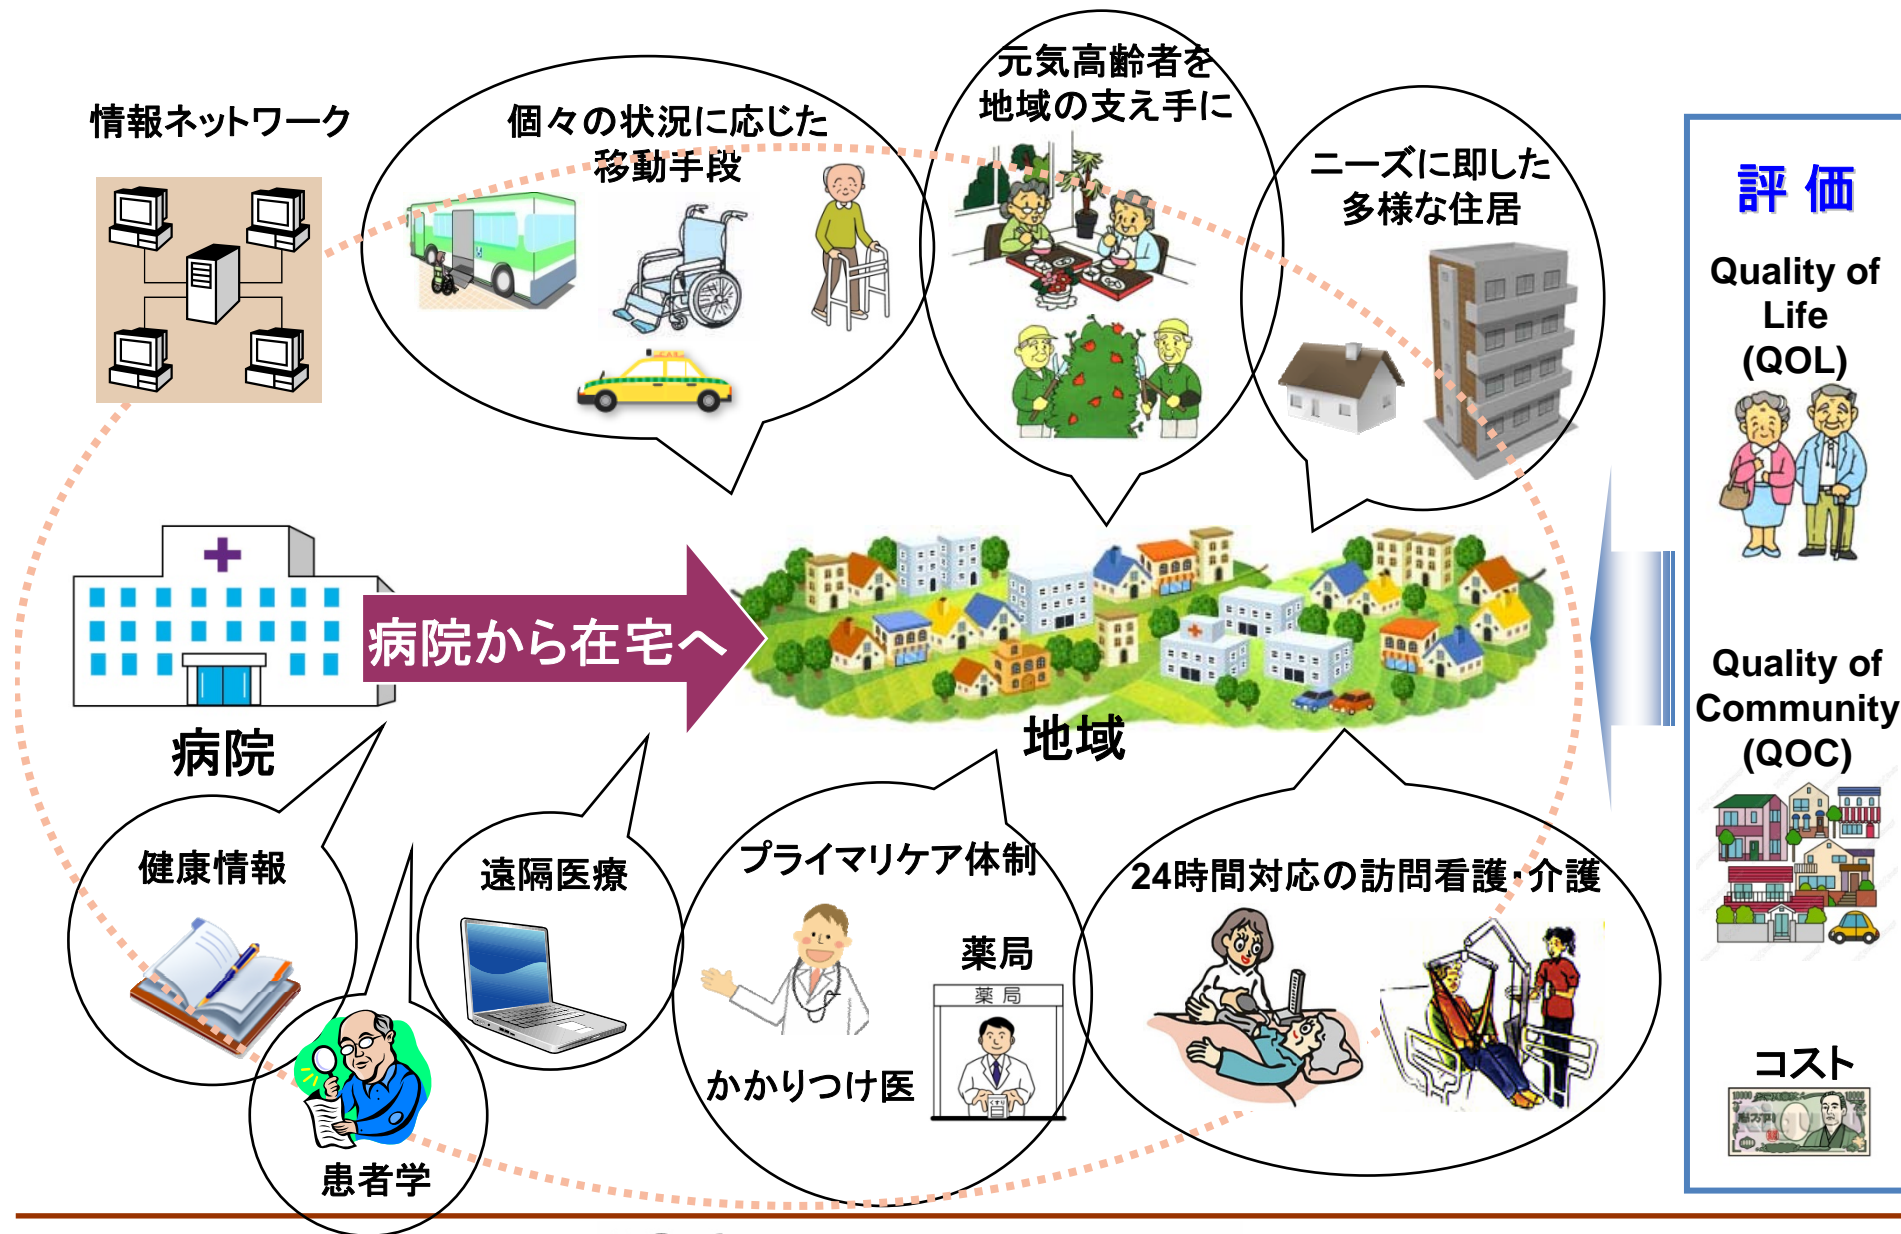 情報ネットワーク
個々の状況に応じた
移動手段
元気高齢者を
地域の支え手に
ニーズに即した
多様な住居
評価
Quality of
Life
(QOL)
病院から在宅へ
病院
地域
Quality of
Community
(QOC)
健康情報
遠隔医療
プライマリケア体制
薬局
薬局
かかりつけ医
24時間対応の訪問看護・介護
患者学
コスト